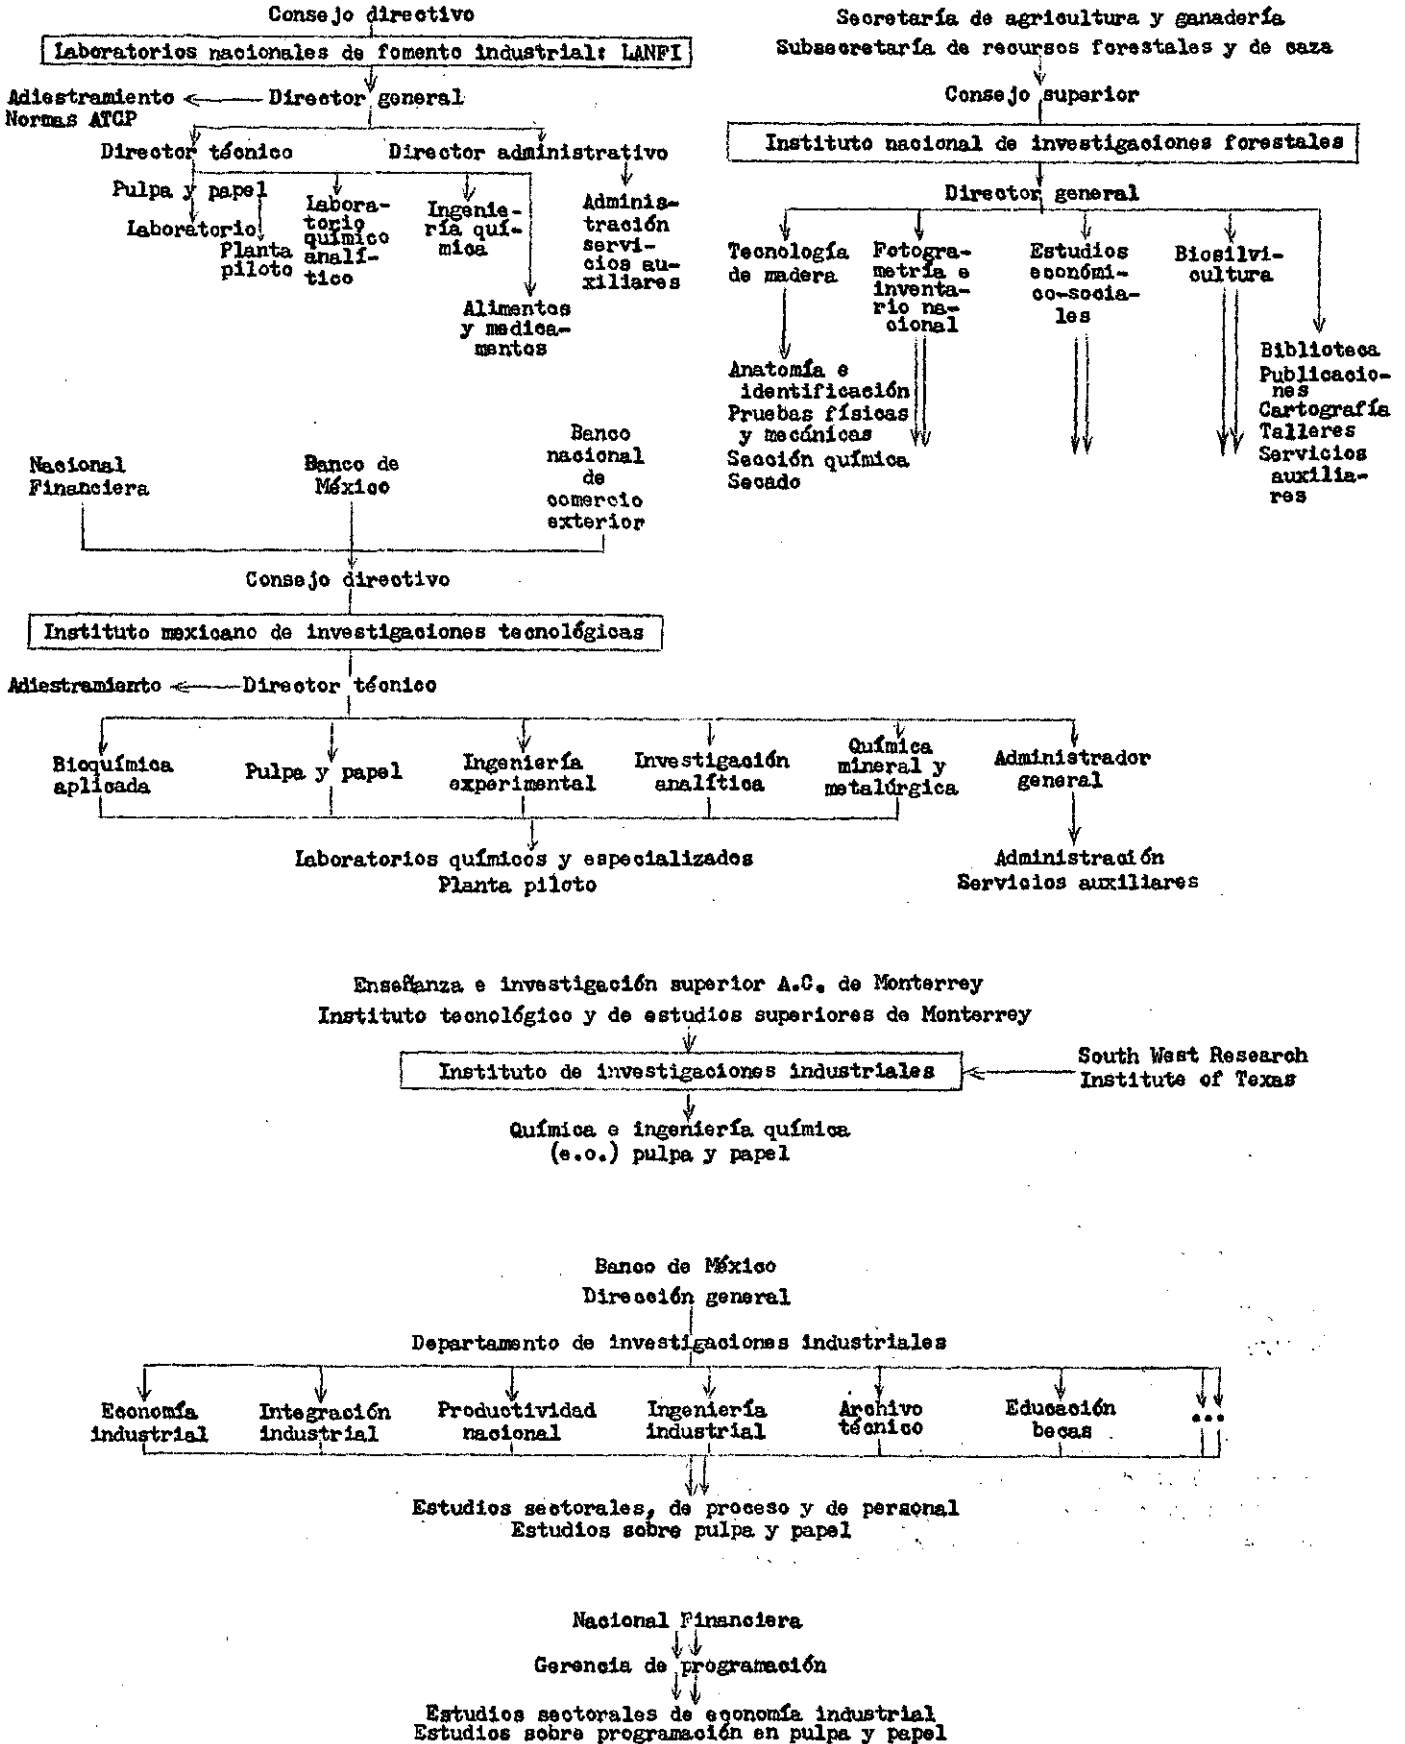 Consejo directivo
Laboratorios nacionales de fomento industrial: LANFI
Adiestramiento
Normas ATCP
Director general
Director técnico
Director administrativo
Pulpa y papel
Laboratorio
Planta
piloto
Labora-
torio
químico
analí-
tico
Ingenie-
ría quí-
mica
Alimentos
y medica-
mentos
Adminis-
tración
servi-
cios au-
xiliares
Secretaría de agricultura y ganadería
Subsecretaría de recursos forestales y de caza
Consejo superior
Instituto nacional de investigaciones forestales
Director general
Tecnología
de madera
Anatomía e
identificación
Pruebas físicas
y mecánicas
Sección química
Secado
Fotogra-
metría e
inventa-
rio na-
cional
Estudios
económi-
co-socia-
les
Biosilvi-
cultura
Biblioteca
Publicacio-
nes
Cartografía
Talleres
Servicios
auxilia-
res
Nacional
Financiera
Banco de
México
Banco
nacional
de
comercio
exterior
Consejo directivo
Instituto mexicano de investigaciones tecnológicas
Adiestramiento
Director técnico
Bioquímica
aplicada
Pulpa y papel
Ingeniería
experimental
Investigación
analítica
Química
mineral y
metalúrgica
Administrador
general
Laboratorios químicos y especializados
Planta piloto
Administración
Servicios auxiliares
Enseñanza e investigación superior A.C. de Monterrey
Instituto tecnológico y de estudios superiores de Monterrey
Instituto de investigaciones industriales
South West Research
Institute of Texas
Química e ingeniería química
(e.o.) pulpa y papel
Banco de México
Dirección general
Departamento de investigaciones industriales
Economía
industrial
Integración
industrial
Productividad
nacional
Ingeniería
industrial
Archivo
técnico
Educación
becas
...
Estudios sectorales, de proceso y de personal
Estudios sobre pulpa y papel
Nacional Financiera
Gerencia de programación
Estudios sectorales de economía industrial
Estudios sobre programación en pulpa y papel